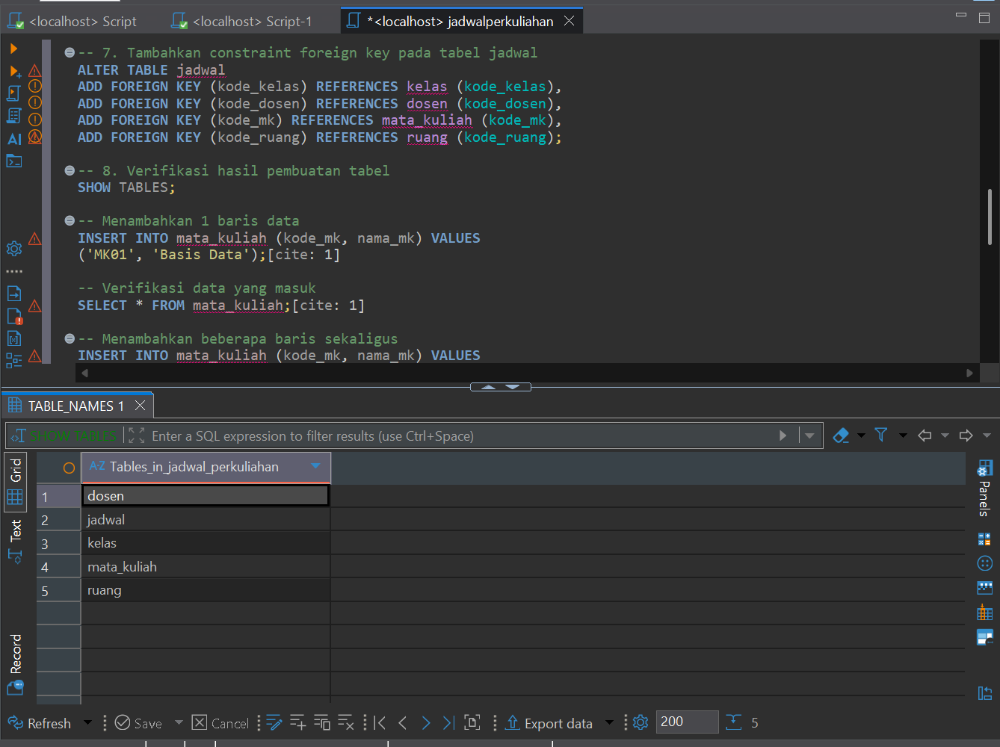 <localhost> Script
<localhost> Script-1
*<localhost> jadwalperkuliahan
-- 7. Tambahkan constraint foreign key pada tabel jadwal
ALTER TABLE jadwal
ADD FOREIGN KEY (kode_kelas) REFERENCES kelas (kode_kelas),
ADD FOREIGN KEY (kode_dosen) REFERENCES dosen (kode_dosen),
ADD FOREIGN KEY (kode_mk) REFERENCES mata_kuliah (kode_mk),
ADD FOREIGN KEY (kode_ruang) REFERENCES ruang (kode_ruang);
-- 8. Verifikasi hasil pembuatan tabel
SHOW TABLES;
-- Menambahkan 1 baris data
INSERT INTO mata_kuliah (kode_mk, nama_mk) VALUES
('MK01', 'Basis Data');[cite: 1]
-- Verifikasi data yang masuk
SELECT * FROM mata_kuliah;[cite: 1]
-- Menambahkan beberapa baris sekaligus
INSERT INTO mata_kuliah (kode_mk, nama_mk) VALUES
AI
TABLE_NAMES 1
SHOW TABLES
Enter a SQL expression to filter results (use Ctrl+Space)
Grid
Text
Record
A-Z Tables_in_jadwal_perkuliahan
1 dosen
2 jadwal
3 kelas
4 mata_kuliah
5 ruang
Panels
Refresh
Save
Cancel
Export data
200
5